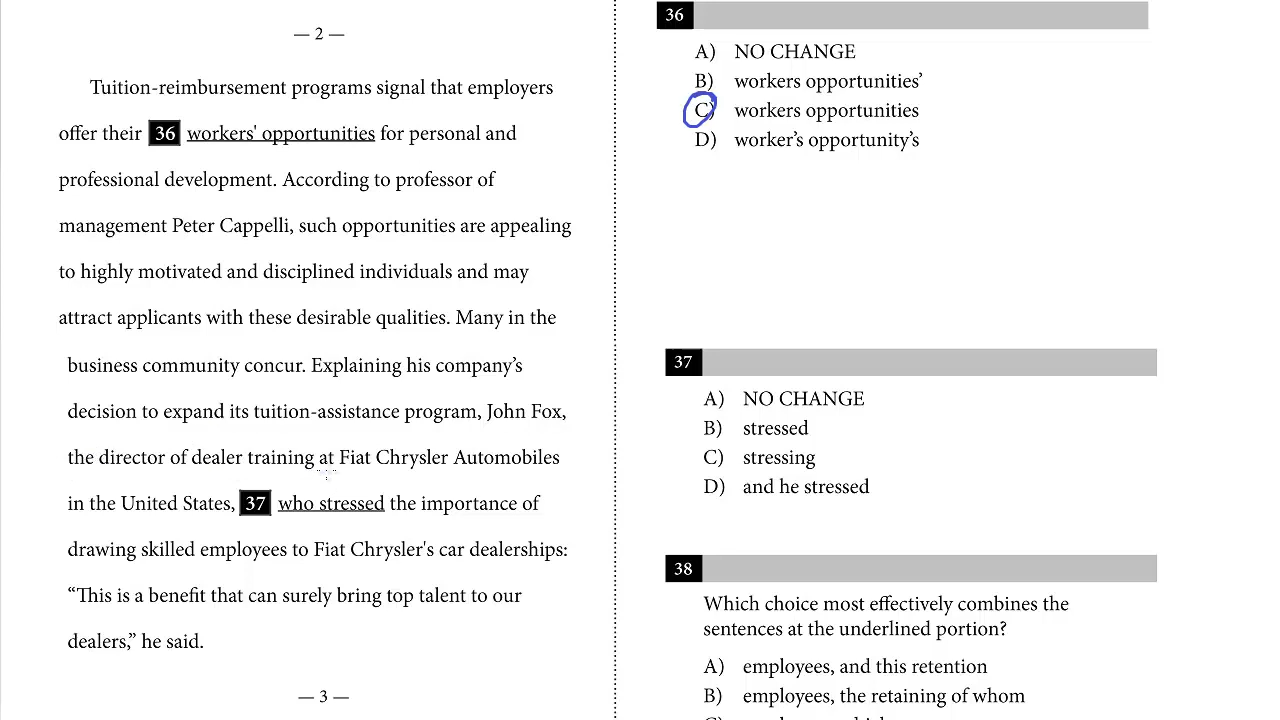 — 2 —
Tuition-reimbursement programs signal that employers
offer their 36 workers' opportunities for personal and
professional development. According to professor of
management Peter Cappelli, such opportunities are appealing
to highly motivated and disciplined individuals and may
attract applicants with these desirable qualities. Many in the
business community concur. Explaining his company’s
decision to expand its tuition-assistance program, John Fox,
the director of dealer training at Fiat Chrysler Automobiles
in the United States, 37 who stressed the importance of
drawing skilled employees to Fiat Chrysler's car dealerships:
“This is a benefit that can surely bring top talent to our
dealers,” he said.
— 3 —
36
A) NO CHANGE
B) workers opportunities’
C) workers opportunities
D) worker’s opportunity’s
37
A) NO CHANGE
B) stressed
C) stressing
D) and he stressed
38
Which choice most effectively combines the
sentences at the underlined portion?
A) employees, and this retention
B) employees, the retaining of whom